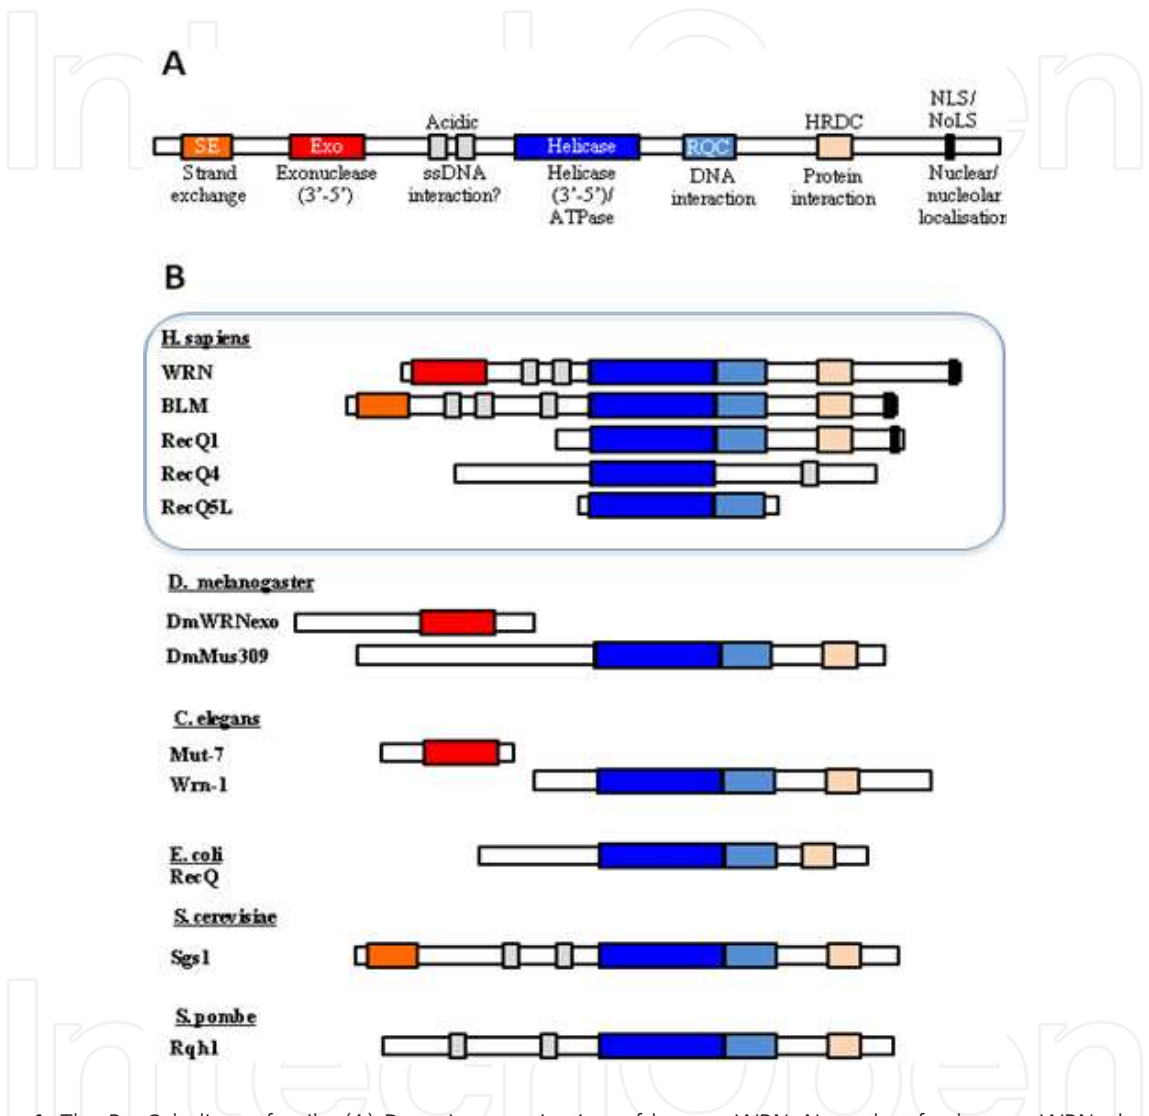 A
NLS/
Acidic HRDC NoLS
SE Exo Helicase RQC
Strand Exonuclease ssDNA Helicase DNA Protein Nuclear/
exchange (3’-5’) interaction? (3’-5’)/ interaction interaction nucleolar
ATPase localisation
B
H. sapiens
WRN
BLM
RecQ1
RecQ4
RecQ5L
D. melanogaster
DmWRNexo
DmMus309
C. elegans
Mut-7
Wrn-1
E. coli
RecQ
S. cerevisiae
Sgs1
S. pombe
Rqh1
IntechOpen